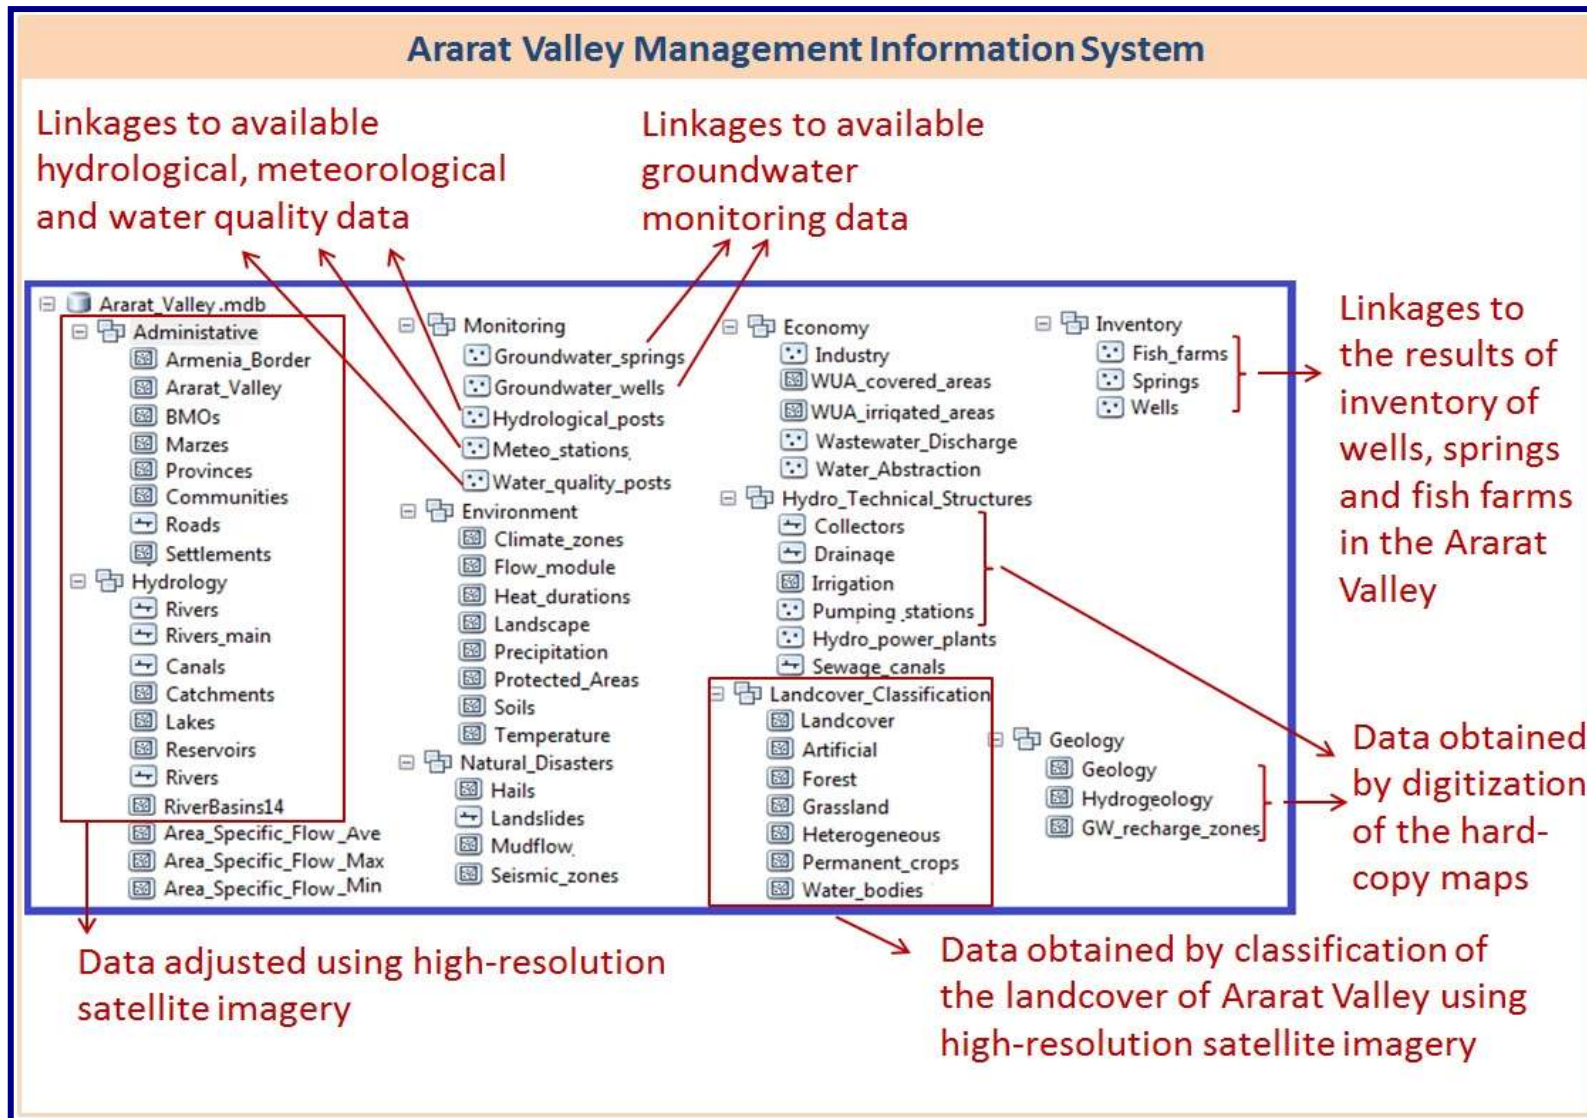 Ararat Valley Management Information System
Linkages to available
hydrological, meteorological
and water quality data
Linkages to available
groundwater
monitoring data
Ararat_Valley.mdb
Administative
Armenia_Border
Ararat_Valley
BMOs
Marzes
Provinces
Communities
Roads
Settlements
Hydrology
Rivers
Rivers_main
Canals
Catchments
Lakes
Reservoirs
Rivers
RiverBasins14
Area_Specific_Flow_Ave
Area_Specific_Flow_Max
Area_Specific_Flow_Min
Monitoring
Groundwater_springs
Groundwater_wells
Hydrological_posts
Meteo_stations
Water_quality_posts
Environment
Climate_zones
Flow_module
Heat_durations
Landscape
Precipitation
Protected_Areas
Soils
Temperature
Natural_Disasters
Hails
Landslides
Mudflow
Seismic_zones
Economy
Industry
WUA_covered_areas
WUA_irriqated_areas
Wastewater_Discharge
Water_Abstraction
Hydro_Technical_Structures
Collectors
Drainage
Irrigation
Pumping_stations
Hydro_power_plants
Sewage_canals
Landcover_Classification
Landcover
Artificial
Forest
Grassland
Heterogeneous
Permanent_crops
Water_bodies
Inventory
Fish_farms
Springs
Wells
Geology
Geology
Hydrogeology
GW_recharge_zones
Linkages to
the results of
inventory of
wells, springs
and fish farms
in the Ararat
Valley
Data obtained
by digitization
of the hard-
copy maps
Data adjusted using high-resolution
satellite imagery
Data obtained by classification of
the landcover of Ararat Valley using
high-resolution satellite imagery